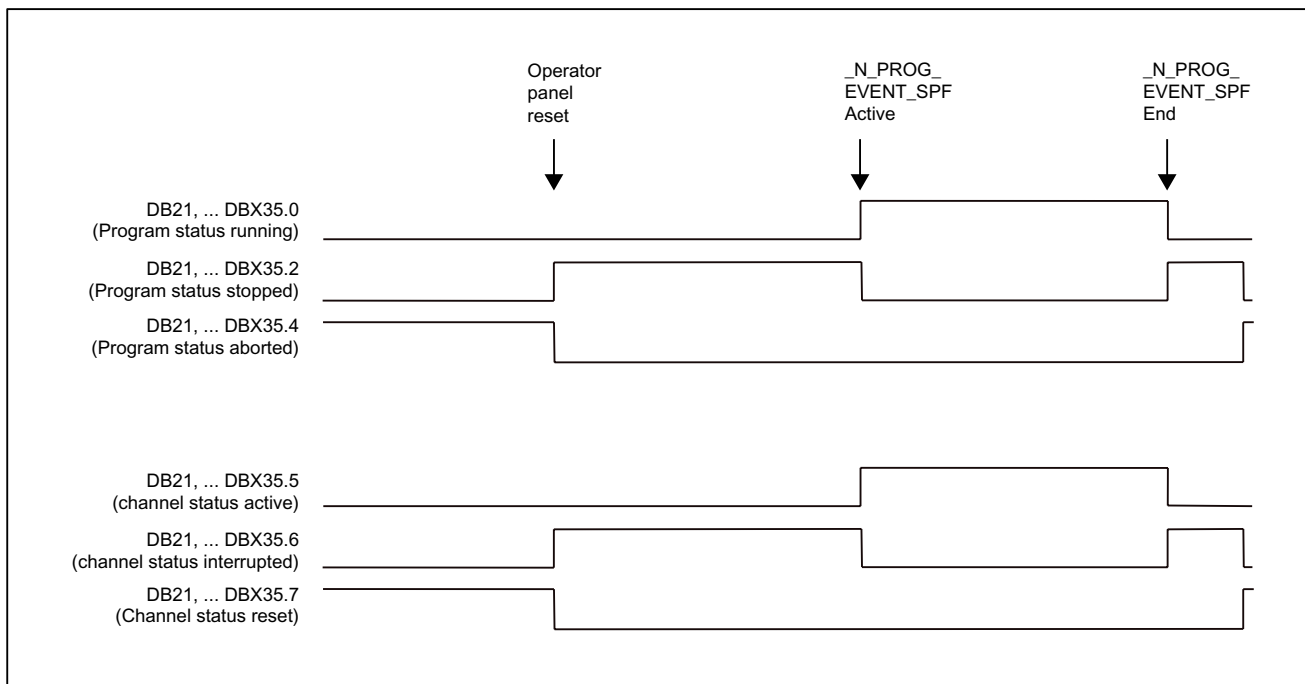 Operator
panel
reset
_N_PROG_
EVENT_SPF
Active
_N_PROG_
EVENT_SPF
End
DB21, ... DBX35.0
(Program status running)
DB21, ... DBX35.2
(Program status stopped)
DB21, ... DBX35.4
(Program status aborted)
DB21, ... DBX35.5
(channel status active)
DB21, ... DBX35.6
(channel status interrupted)
DB21, ... DBX35.7
(Channel status reset)